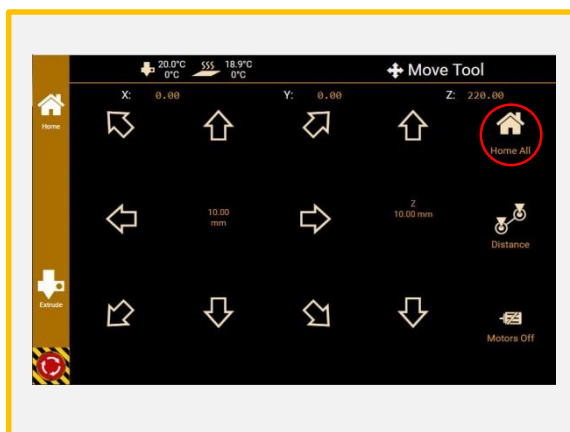 20.0°C 18.9°C
0°C 0°C
Move Tool
X: 0.00 Y: 0.00 Z: 220.00
Home
Home All
10.00
mm
Z
10.00 mm
Distance
Extrude
Motors Off